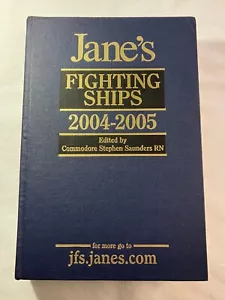 Jane's
FIGHTING
SHIPS
2004-2005
Edited by
Commodore Stephen Saunders RN
for more go to
jfs.janes.com